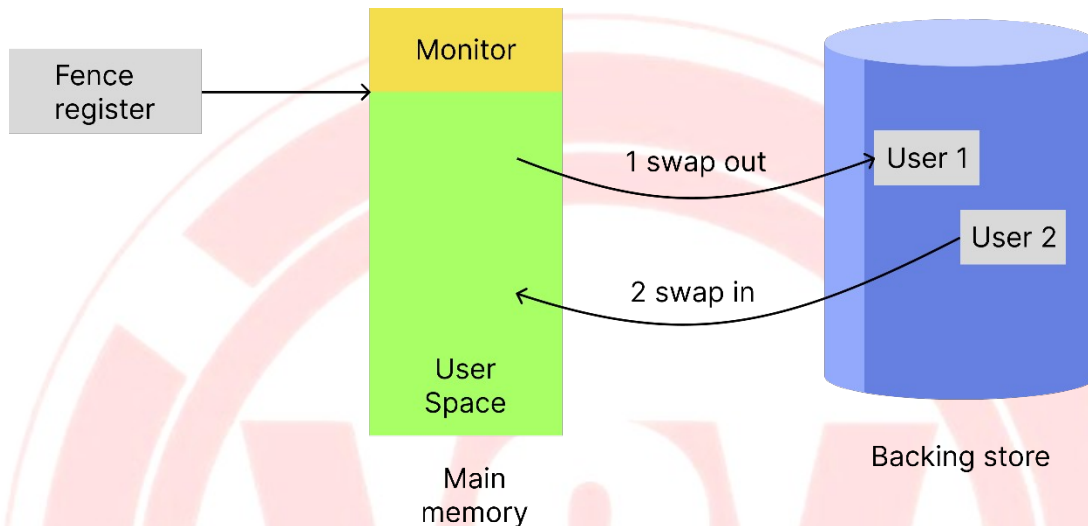 Monitor
Fence
register
1 swap out
User 1
User 2
2 swap in
User
Space
Backing store
Main
memory